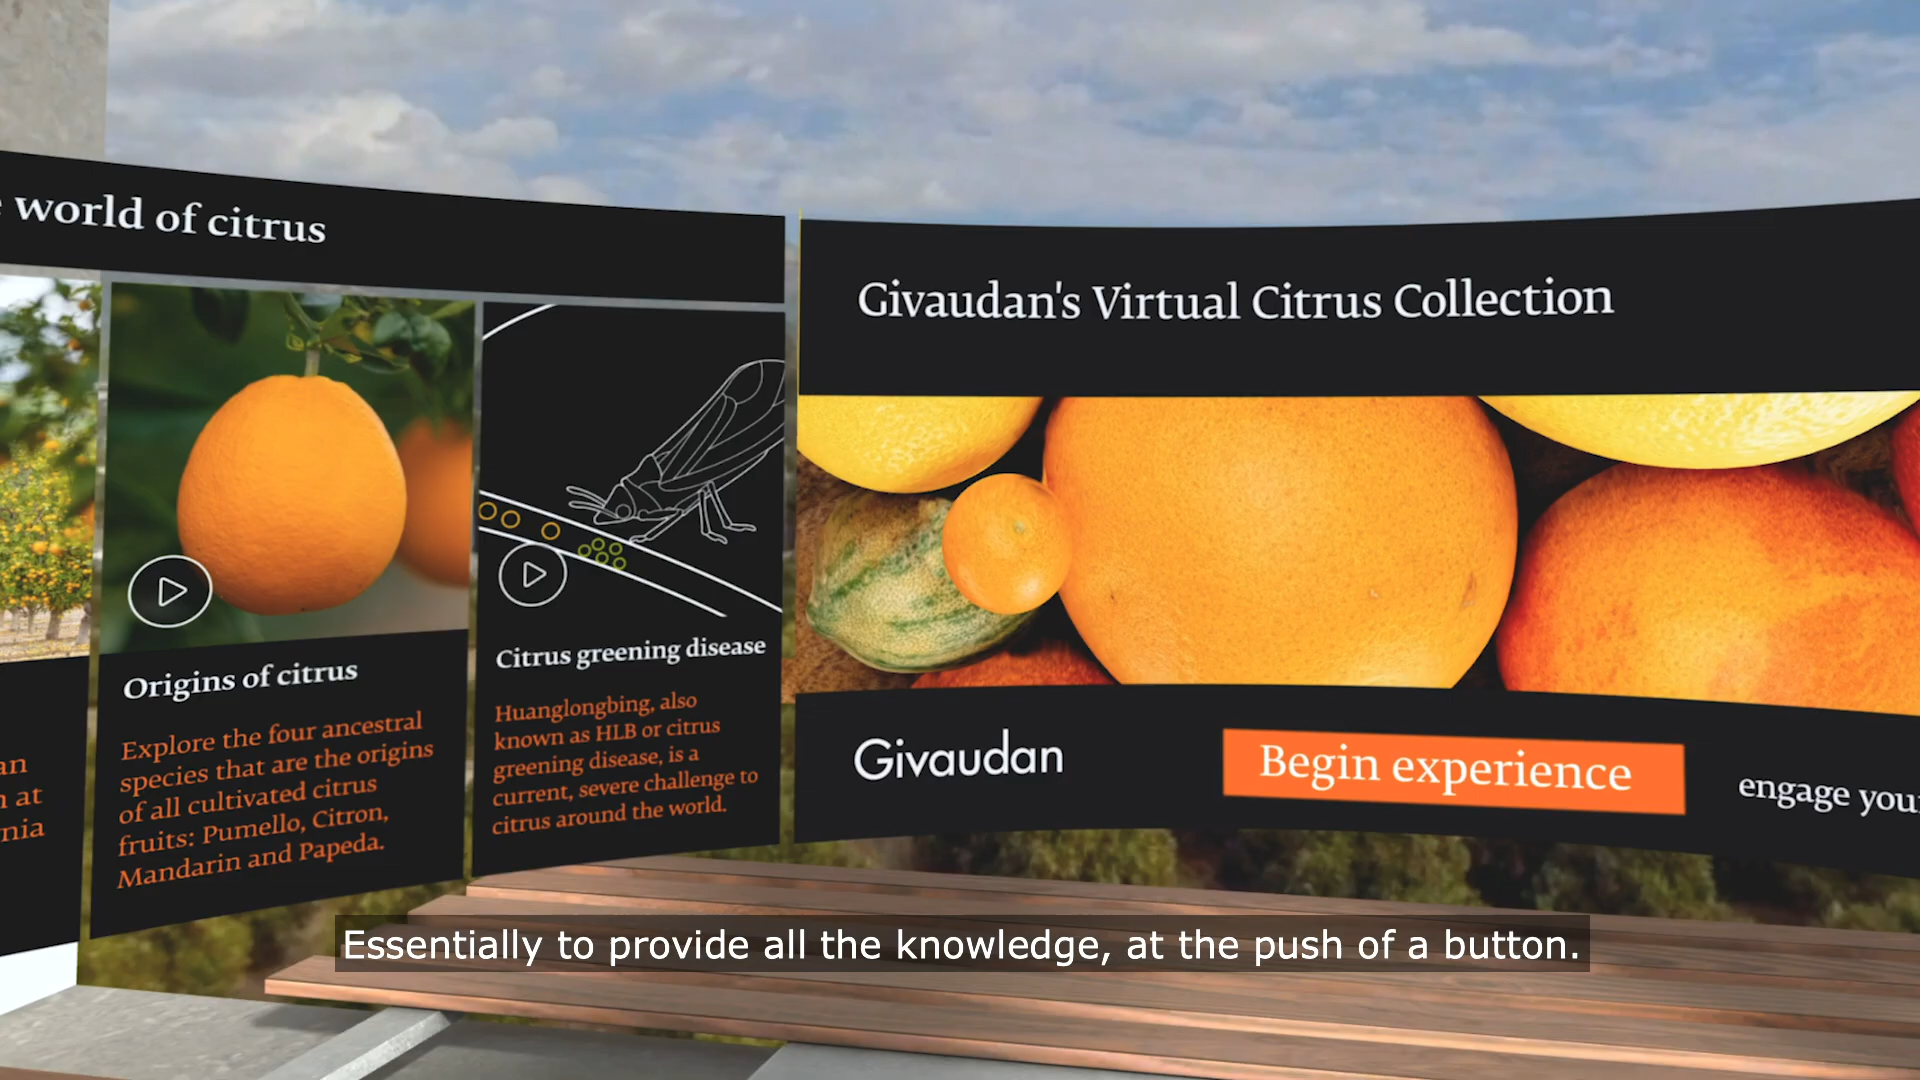 world of citrus
Origins of citrus
Explore the four ancestral
species that are the origins
of all cultivated citrus
fruits: Pumello, Citron,
Mandarin and Papeda.
Citrus greening disease
Huanglongbing, also
known as HLB or citrus
greening disease, is a
current, severe challenge to
citrus around the world.
Givaudan's Virtual Citrus Collection
Givaudan
Begin experience
engage
Essentially to provide all the knowledge, at the push of a button.